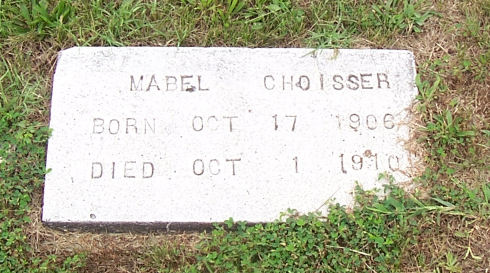 MABEL CHOISSER
BORN OCT 17 1906
DIED OCT 1 1910